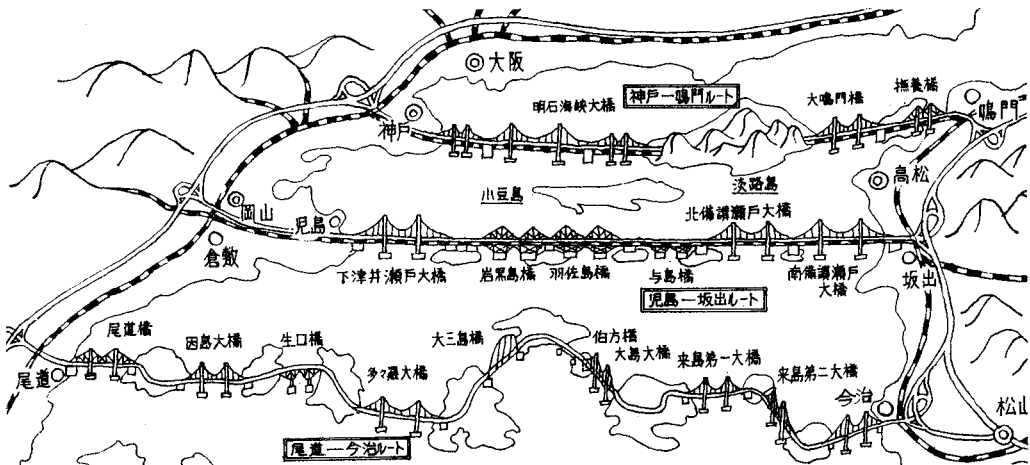 大阪
神戸ー鳴門ルート
明石海峡大橋
大鳴門橋
撫養橋
鳴門
神戸
高松
小豆島
淡路島
岡山
児島
北備讃瀬戸大橋
倉敷
下津井瀬戸大橋
岩黒島橋
羽佐島橋
与島橋
南備讃瀬戸
大橋
坂出
児島ー坂出ルート
尾道橋
因島大橋
生口橋
大三島橋
伯方橋
大島大橋
来島第一大橋
来島第二大橋
尾道
多々羅大橋
今治
松山
尾道ー今治ルート